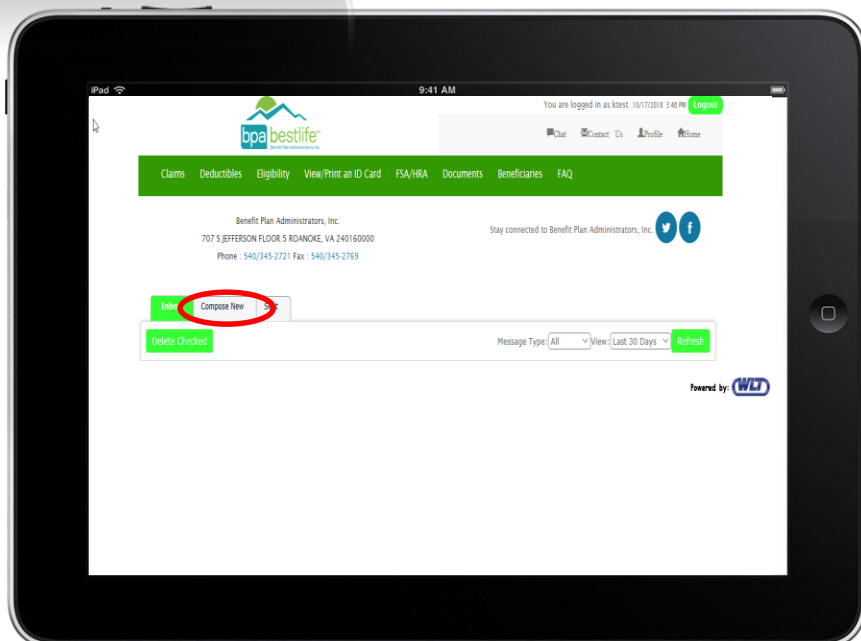 iPad 9:41 AM
You are logged in as:ktest 10/17/2018 3:46 PM Logout
bpa bestlife
Benefit Plan Administrators, Inc
Chat Contact Us Profile Home
Claims Deductibles Eligibility View/Print an ID Card FSA/HRA Documents Beneficiaries FAQ
Benefit Plan Administrators, Inc.
707 S JEFFERSON FLOOR 5 ROANOKE, VA 240160000
Phone : 540/345-2721 Fax : 540/345-2769
Stay connected to Benefit Plan Administrators, Inc.
Inbox Compose New Sent
Delete Checked Message Type: All View: Last 30 Days Refresh
Powered by: WLT